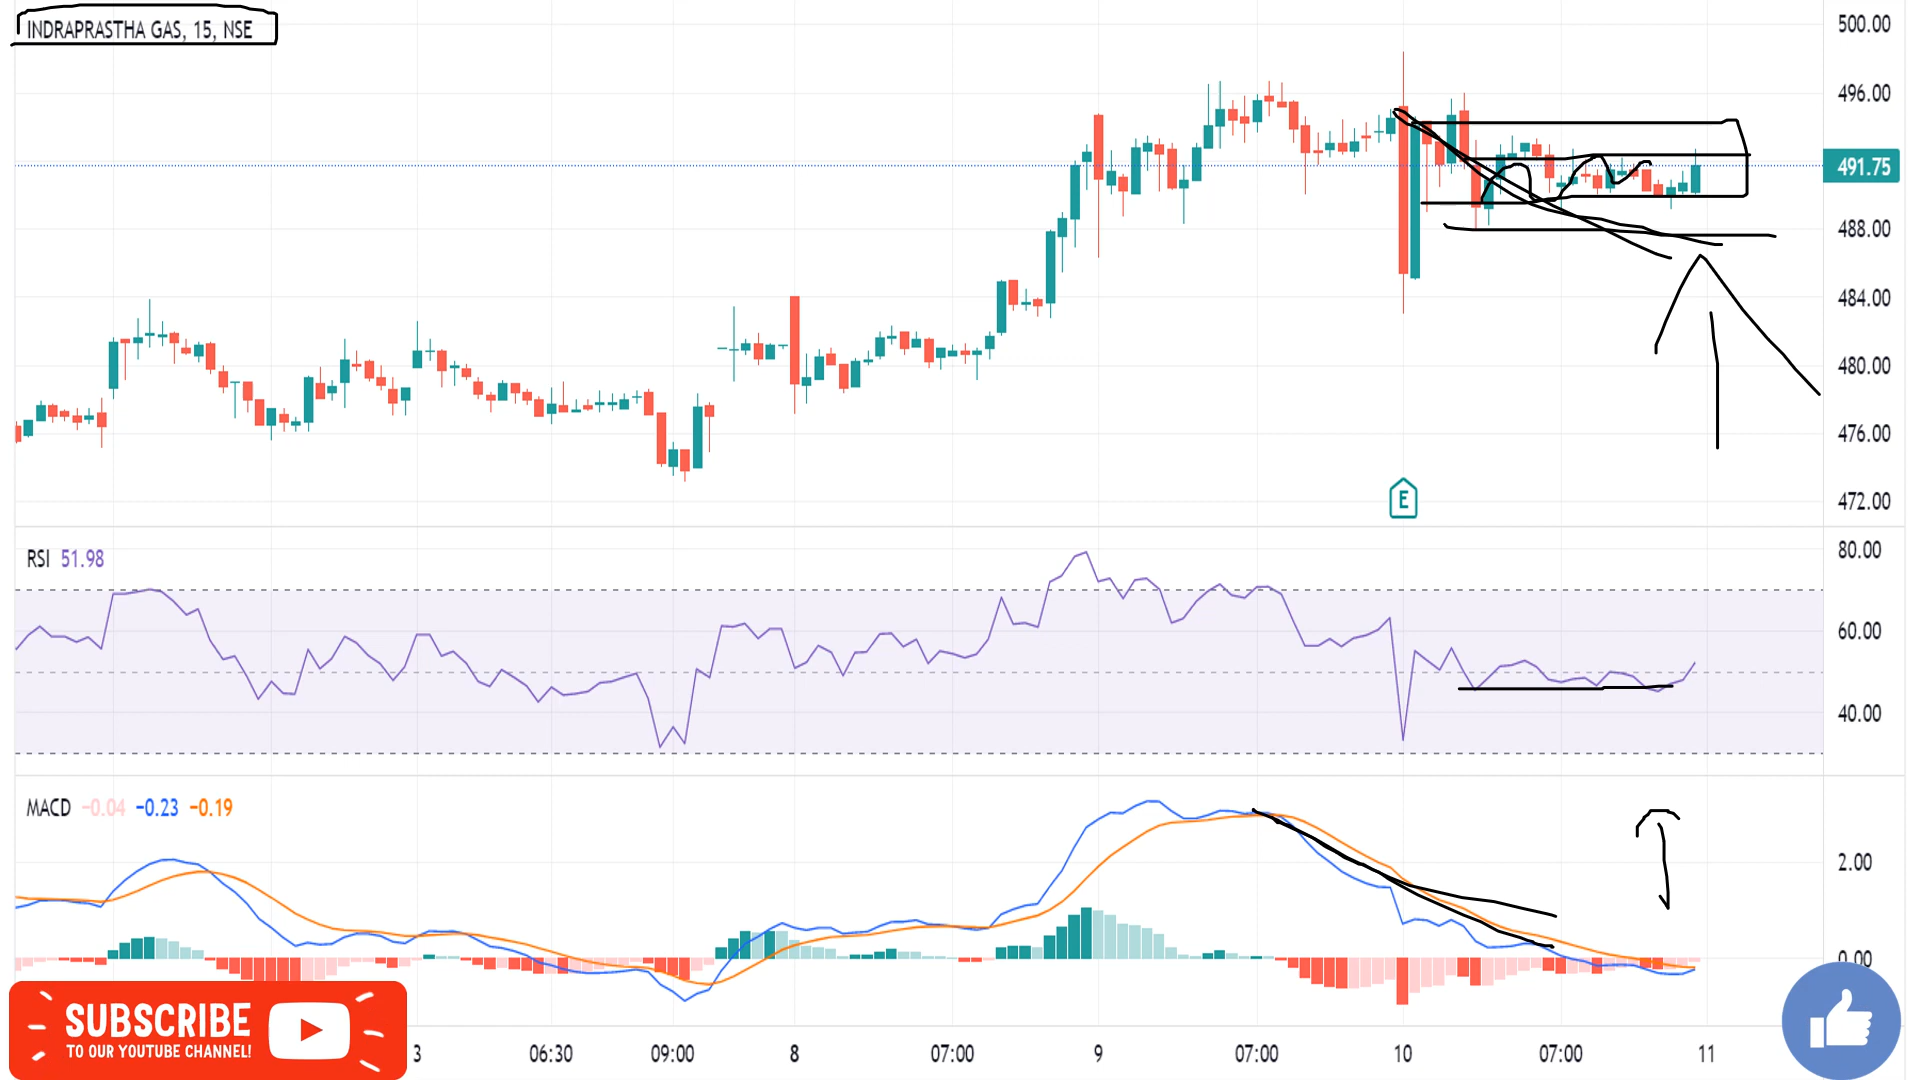 INDRAPRASTHA GAS, 15, NSE
500.00
496.00
491.75
488.00
484.00
480.00
476.00
472.00
E
RSI 51.98
80.00
60.00
40.00
MACD −0.04 −0.23 −0.19
2.00
0.00
SUBSCRIBE
TO OUR YOUTUBE CHANNEL!
3 06:30 09:00 8 07:00 9 07:00 10 07:00 11